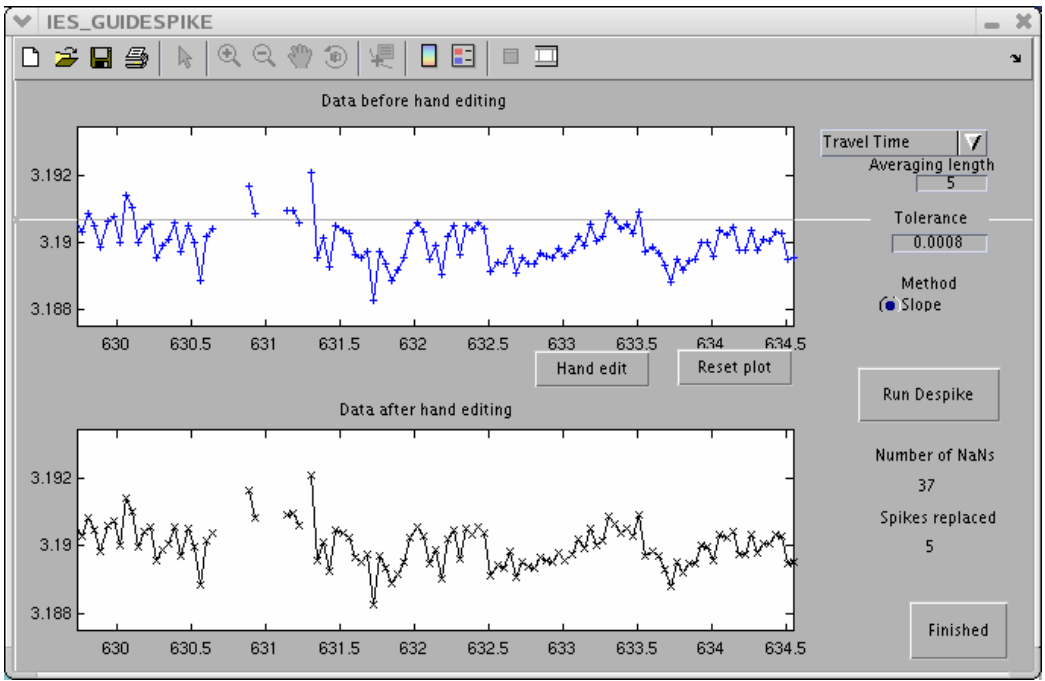 IES_GUIDESPIKE
Data before hand editing
3.192
3.19
3.188
630 630.5 631 631.5 632 632.5 633 633.5 634 634.5
Travel Time
Averaging length
5
Tolerance
0.0008
Method
Slope
Hand edit
Reset plot
Run Despike
Data after hand editing
3.192
3.19
3.188
630 630.5 631 631.5 632 632.5 633 633.5 634 634.5
Number of NaNs
37
Spikes replaced
5
Finished